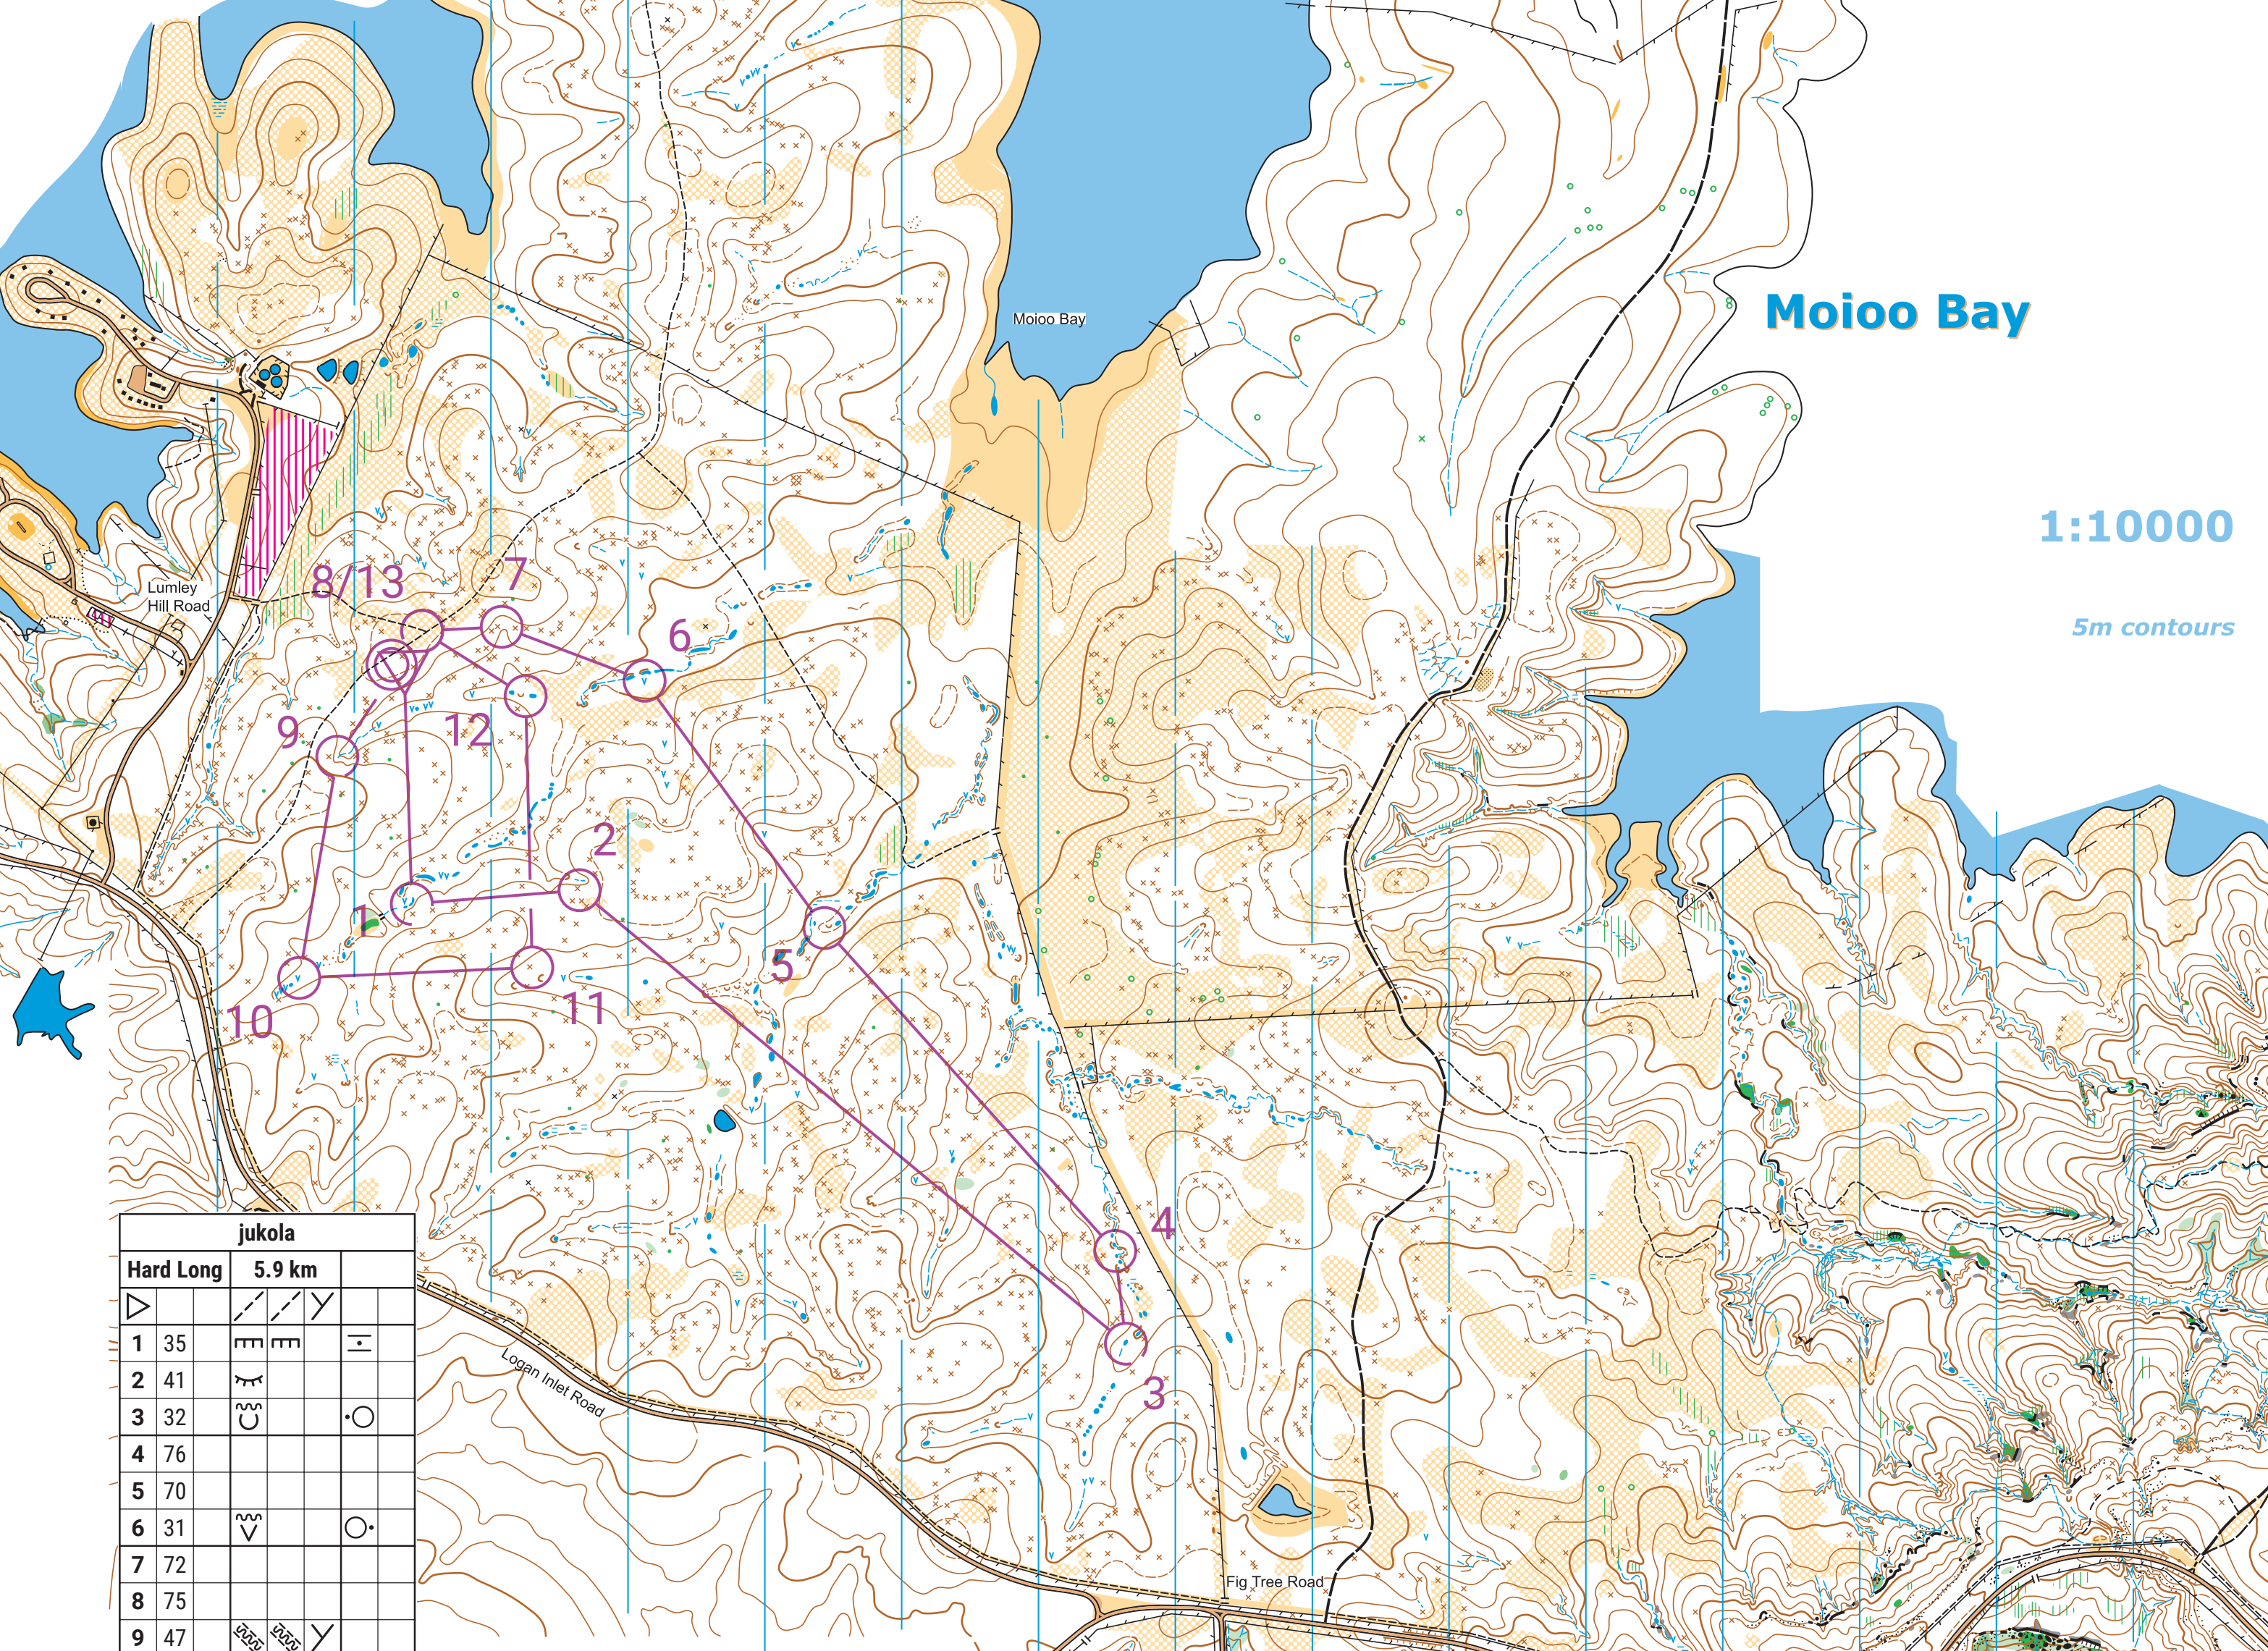 Moioo Bay
Moioo Bay
1:10000
5m contours
Lumley
Hill Road
8/13
7
6
9
12
2
1
5
10
11
4
3
Logan Inlet Road
Fig Tree Road
jukola
Hard Long 5.9 km
1 35
2 41
3 32
4 76
5 70
6 31
7 72
8 75
9 47